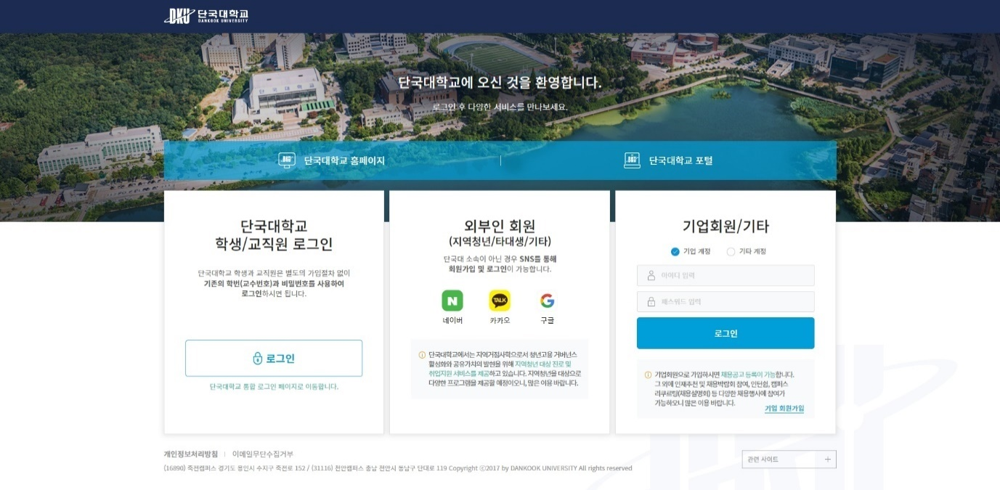 DKU 단국대학교
DANKOOK UNIVERSITY
단국대학교
단국대학교에 오신 것을 환영합니다.
로그인 후 다양한 서비스를 만나보세요.
DKU 단국대학교 홈페이지
DKU 단국대학교 포털
단국대학교
학생/교직원 로그인
단국대학교 학생과 교직원은 별도의 가입절차 없이
기존의 학번(교수번호)과 비밀번호를 사용하여
로그인하시면 됩니다.
로그인
단국대학교 통합 로그인 페이지로 이동합니다.
외부인 회원
(지역청년/타대생/기타)
단국대 소속이 아닌 경우 SNS를 통해
회원가입 및 로그인이 가능합니다.
N
TALK
G
네이버
카카오
구글
단국대학교에서는 지역거점사학으로서 청년고용 거버넌스
활성화와 공유가치의 발현을 위해 지역청년 대상 진로 및
취업지원 서비스를 제공하고 있습니다. 지역청년을 대상으로
다양한 프로그램을 제공할 예정이오니, 많은 이용 바랍니다.
기업회원/기타
기업 계정
기타 계정
아이디 입력
패스워드 입력
로그인
기업회원으로 가입하시면 채용공고 등록이 가능합니다.
그 외에 인재추천 및 채용박람회 참여, 인턴쉽, 캠퍼스
리쿠르팅(채용설명회) 등 다양한 채용행사에 참여가
가능하오니 많은 이용 바랍니다.
기업 회원가입
개인정보처리방침
이메일무단수집거부
(16890) 죽전캠퍼스 경기도 용인시 수지구 죽전로 152 / (31116) 천안캠퍼스 충남 천안시 동남구 단대로 119 Copyright ⓒ2017 by DANKOOK UNIVERSITY All rights reserved
관련 사이트